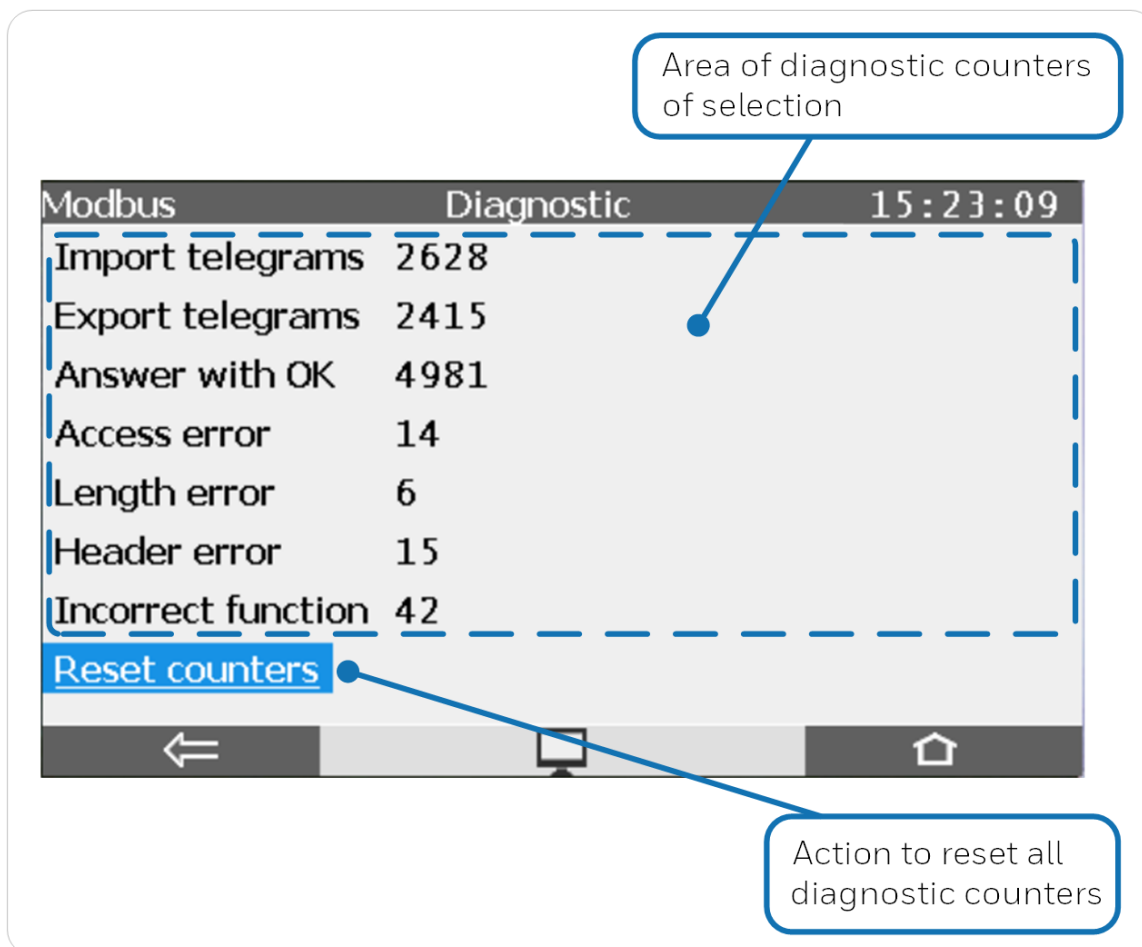 Area of diagnostic counters
of selection
Modbus Diagnostic 15:23:09
Import telegrams 2628
Export telegrams 2415
Answer with OK 4981
Access error 14
Length error 6
Header error 15
Incorrect function 42
Reset counters
Action to reset all
diagnostic counters